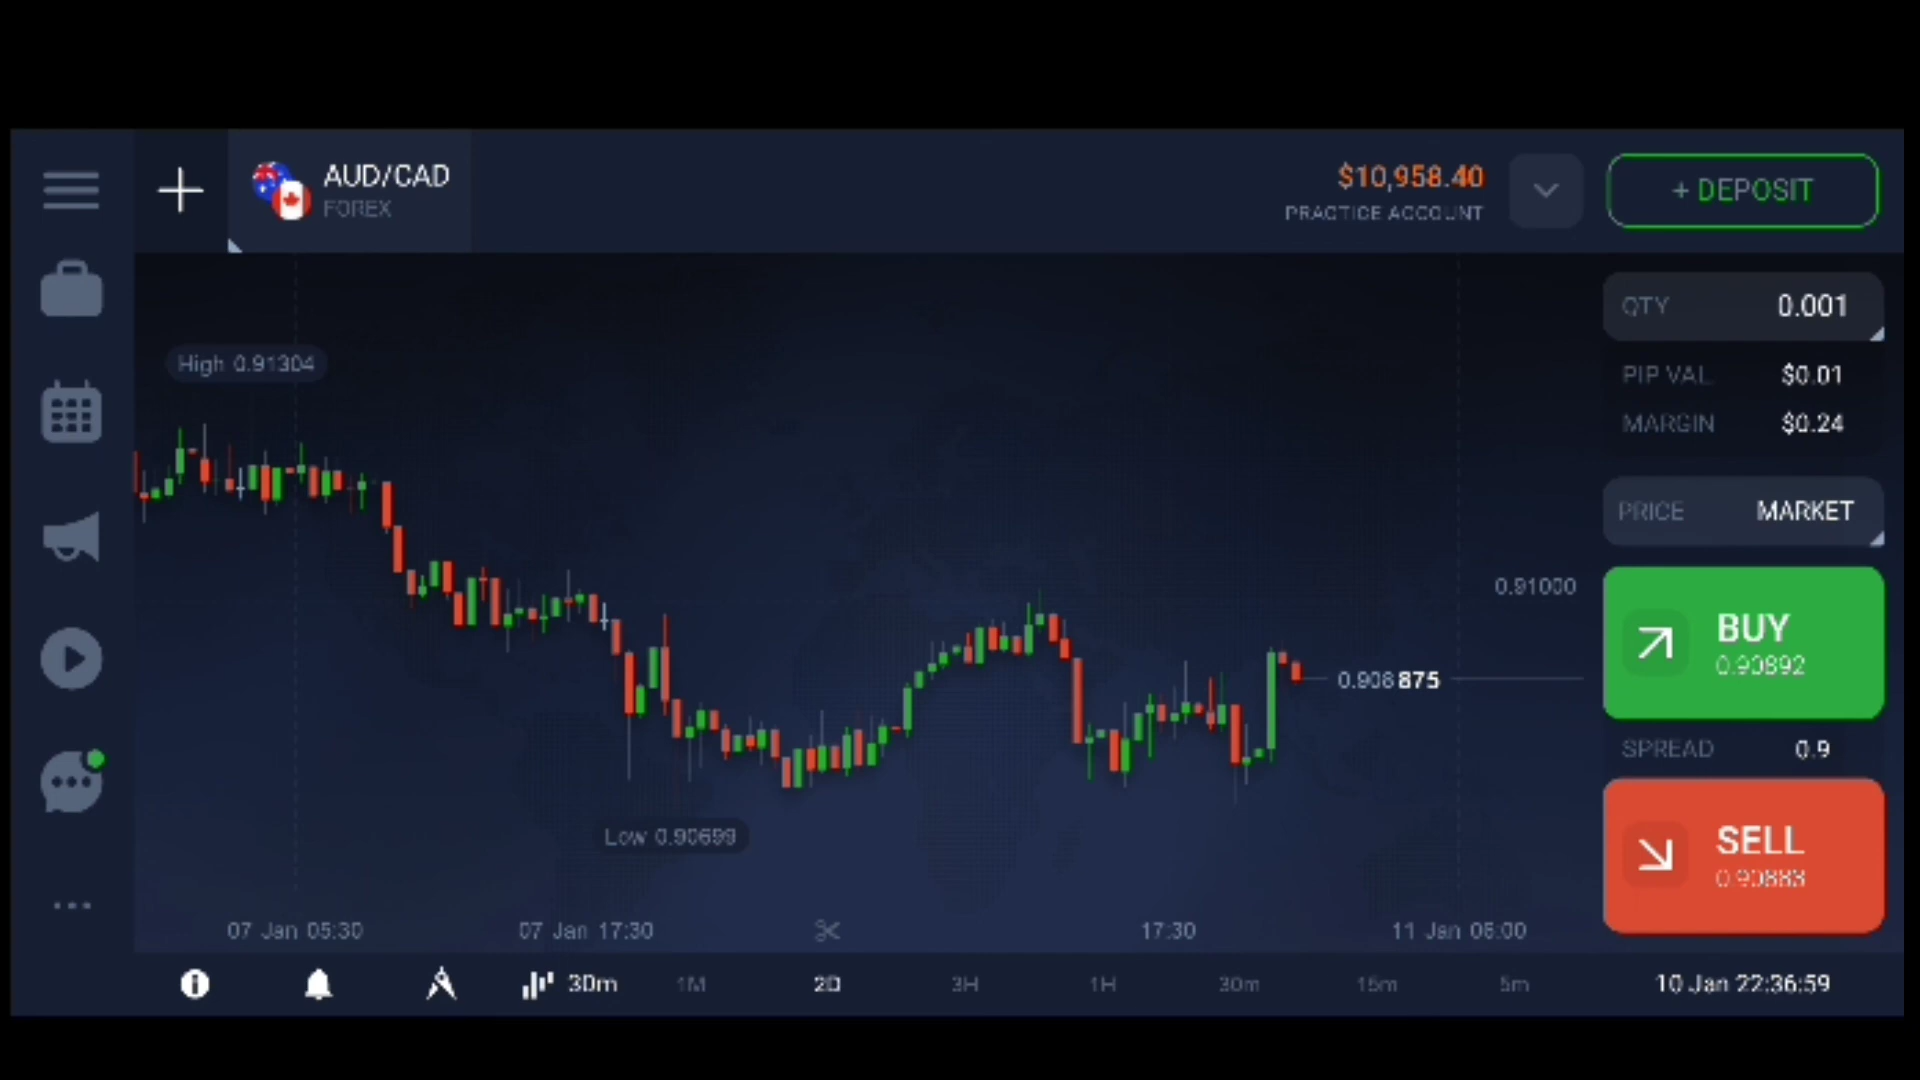 AUD/CAD
FOREX
$10,958.40
PRACTICE ACCOUNT
+ DEPOSIT
QTY 0.001
High 0.91304
PIP VAL $0.01
MARGIN $0.24
PRICE MARKET
0.91000
BUY
0.90892
0.908875
SPREAD 0.9
Low 0.90699
SELL
0.90883
07 Jan 05:30 07 Jan 17:30 17:30 11 Jan 06:00
30m 1M 2D 3H 1H 30m 15m 5m 10 Jan 22:36:59